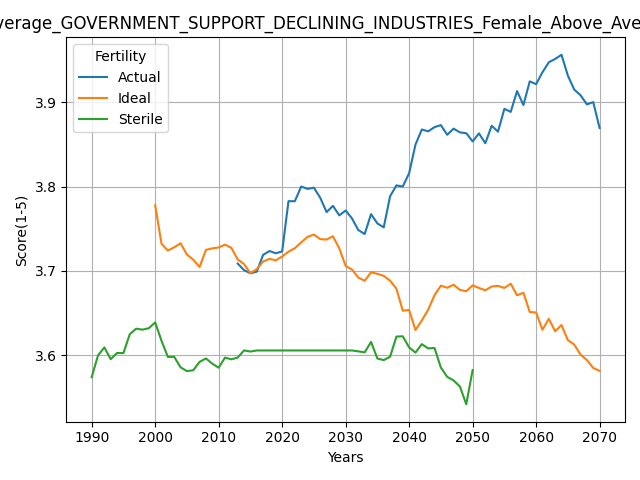 verage_GOVERNMENT_SUPPORT_DECLINING_INDUSTRIES_Female_Above_Ave
Fertility
Actual
Ideal
Sterile
Score(1-5)
3.9
3.8
3.7
3.6
1990 2000 2010 2020 2030 2040 2050 2060 2070
Years